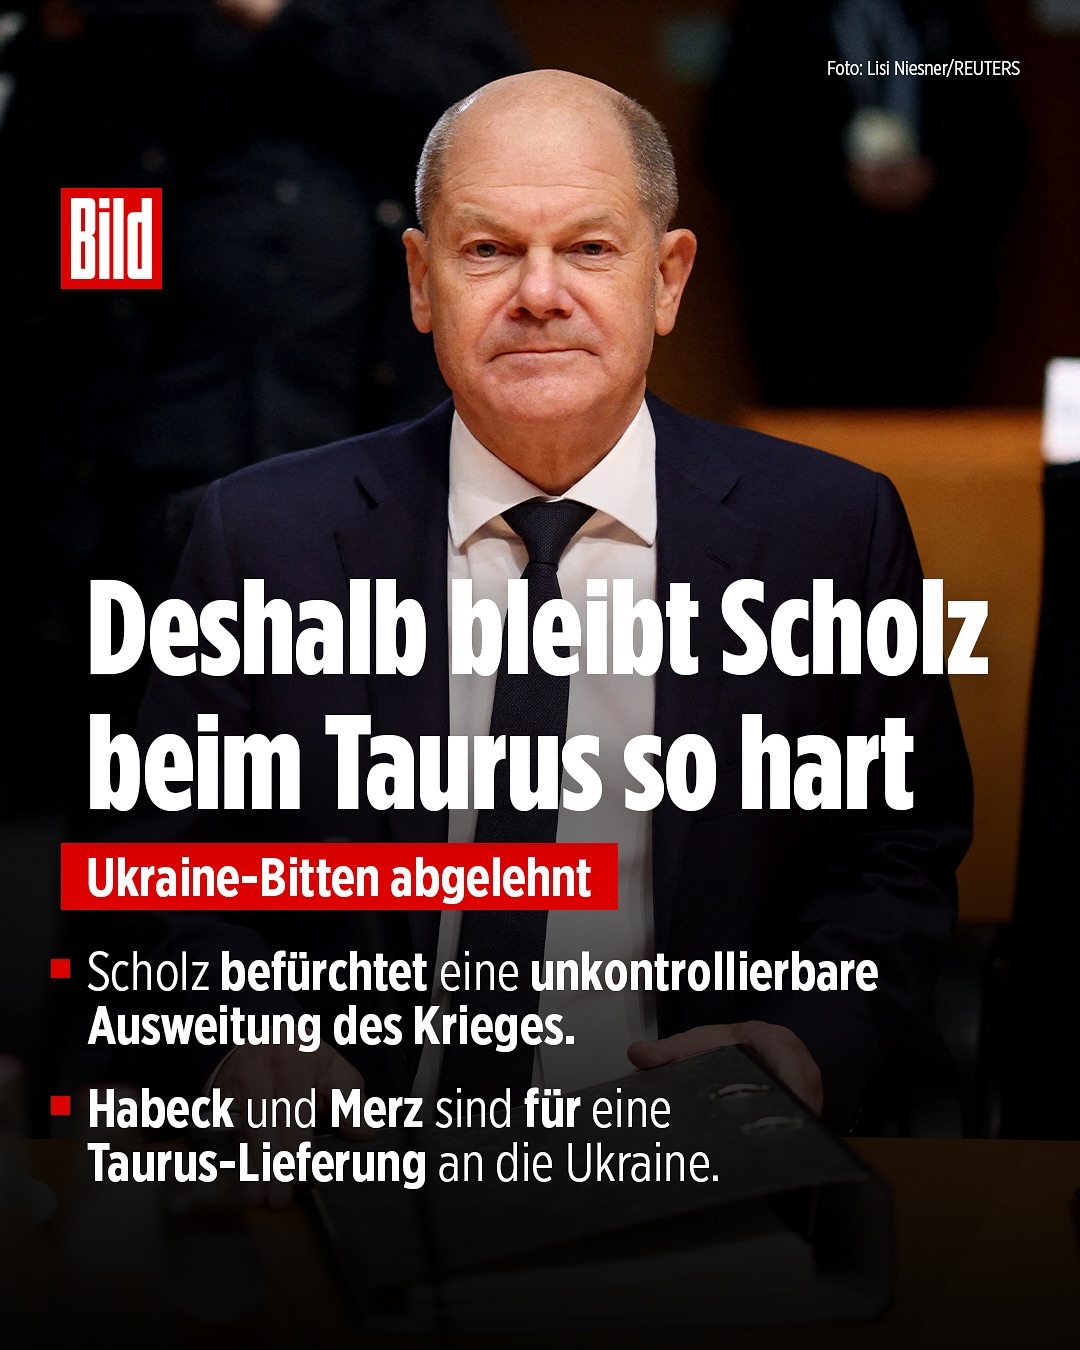 Foto: Lisi Niesner/REUTERS
Bild
Deshalb bleibt Scholz
beim Taurus so hart
Ukraine-Bitten abgelehnt
Scholz befürchtet eine unkontrollierbare
Ausweitung des Krieges.
Habeck und Merz sind für eine
Taurus-Lieferung an die Ukraine.